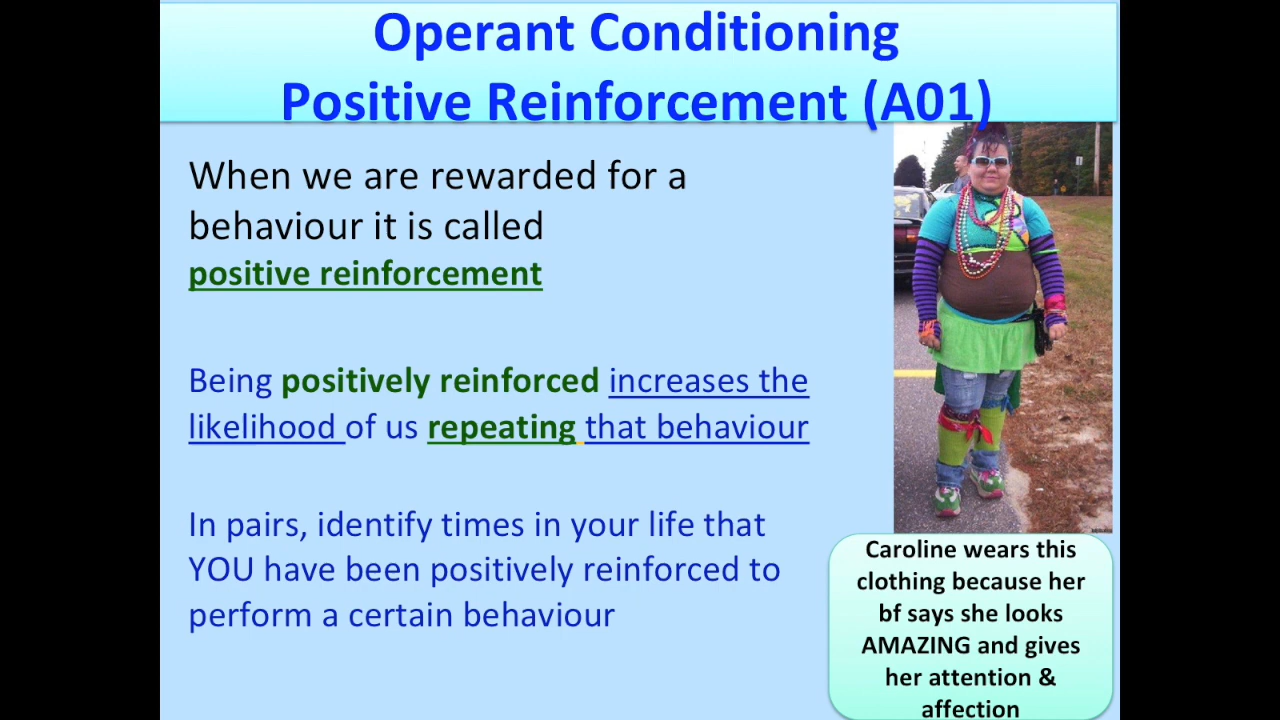 Operant Conditioning
Positive Reinforcement (A01)
When we are rewarded for a
behaviour it is called
positive reinforcement
Being positively reinforced increases the
likelihood of us repeating that behaviour
In pairs, identify times in your life that
YOU have been positively reinforced to
perform a certain behaviour
Caroline wears this
clothing because her
bf says she looks
AMAZING and gives
her attention &
affection